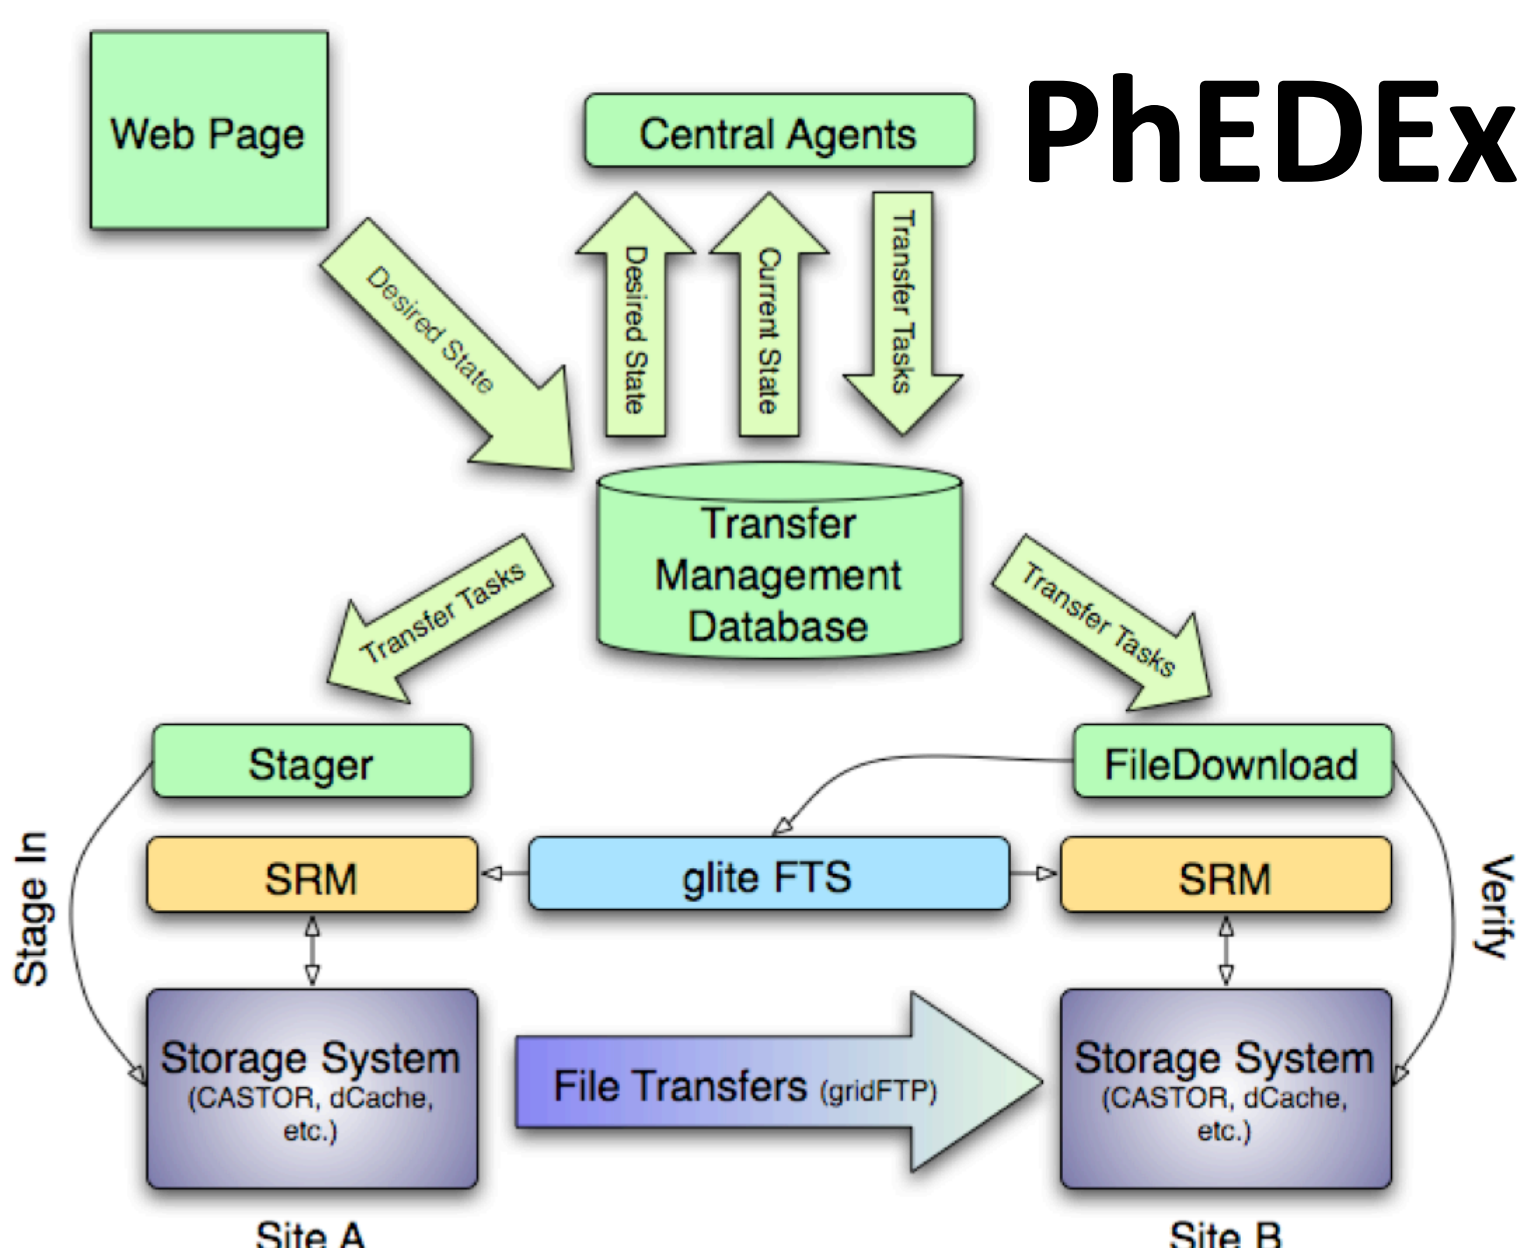 PhEDEx
Web Page
Central Agents
Desired State
Desired State
Current State
Transfer Tasks
Transfer
Management
Database
Transfer Tasks
Transfer Tasks
Stager
FileDownload
Stage In
SRM
glite FTS
SRM
Verify
Storage System
(CASTOR, dCache,
etc.)
File Transfers (gridFTP)
Storage System
(CASTOR, dCache,
etc.)
Site A
Site B